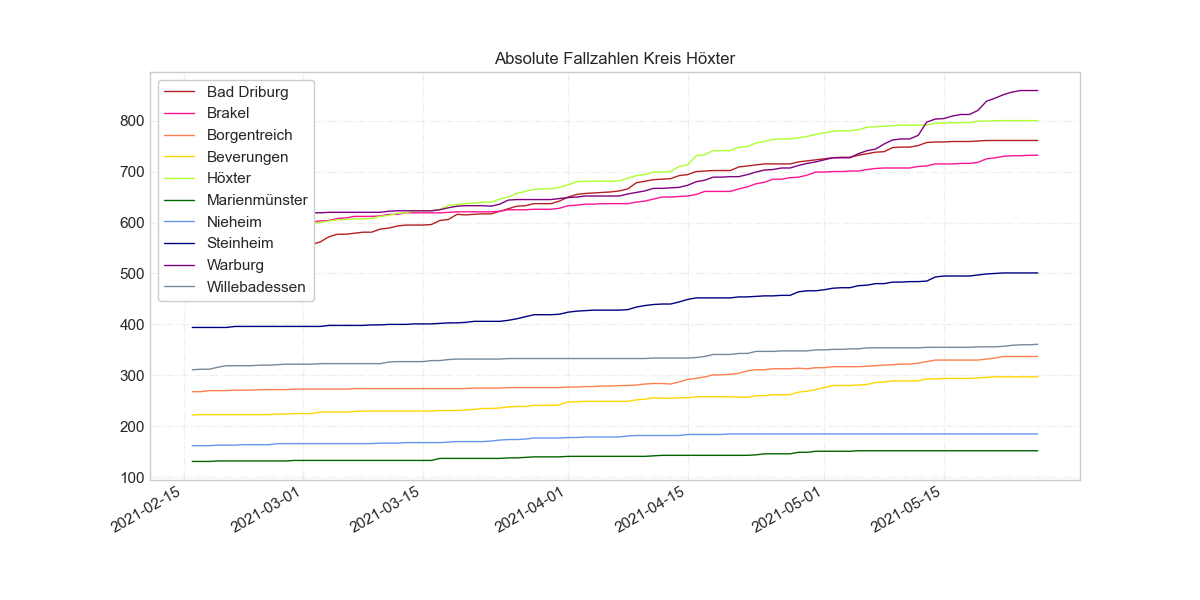 Absolute Fallzahlen Kreis Höxter
Bad Driburg
Brakel
Borgentreich
Beverungen
Höxter
Marienmünster
Nieheim
Steinheim
Warburg
Willebadessen
800
700
600
500
400
300
200
100
2021-02-15
2021-03-01
2021-03-15
2021-04-01
2021-04-15
2021-05-01
2021-05-15